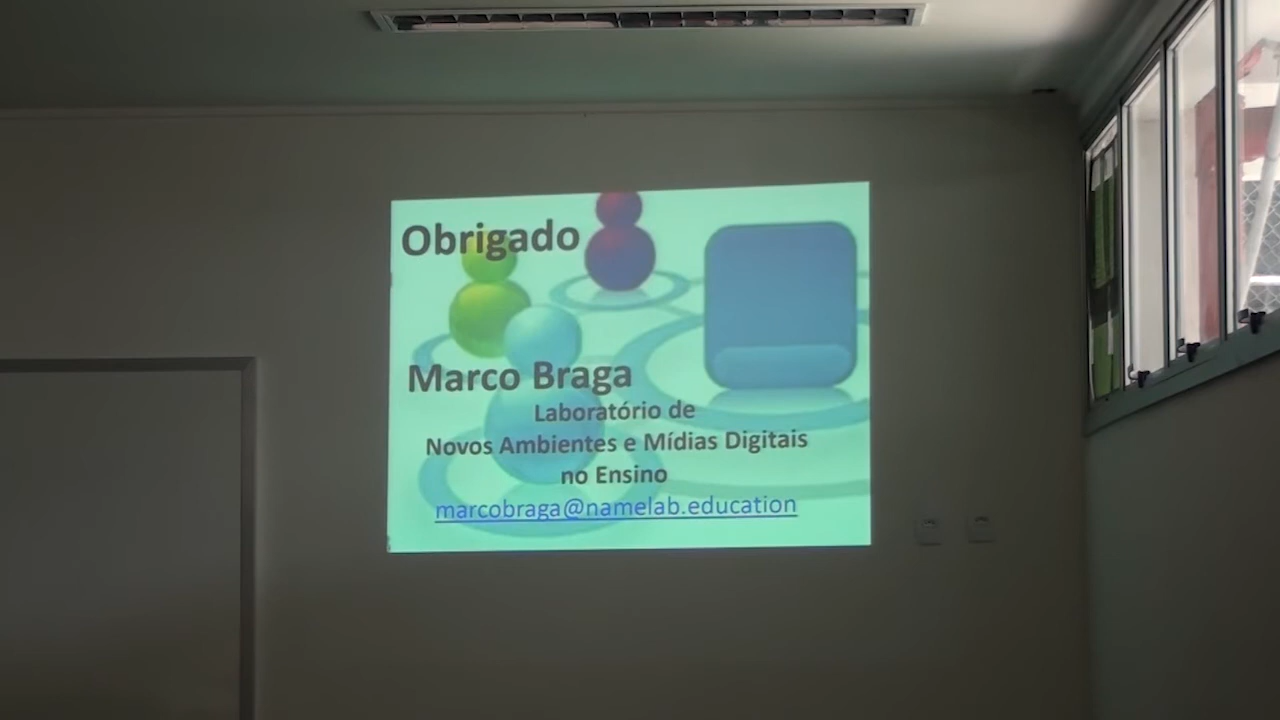 Obrigado
Marco Braga
Laboratório de
Novos Ambientes e Mídias Digitais
no Ensino
marcobraga@namelab.education